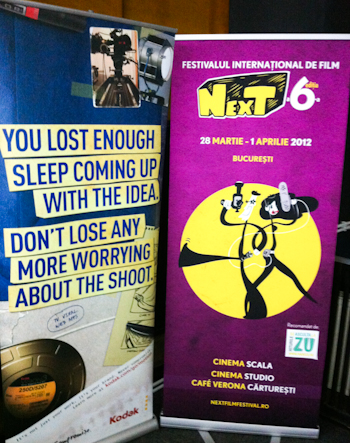 YOU LOST ENOUGH
SLEEP COMING UP
WITH THE IDEA.
DON'T LOSE ANY
MORE WORRYING
ABOUT THE SHOOT.
Kodak
FESTIVALUL INTERNAȚIONAL DE FILM
NEXT
a 6-a
ediție
28 MARTIE - 1 APRILIE 2012
BUCUREȘTI
Recomandat de:
ZU
CINEMA SCALA
CINEMA STUDIO
CAFÉ VERONA CĂRTUREȘTI
NEXTFILMFESTIVAL.RO